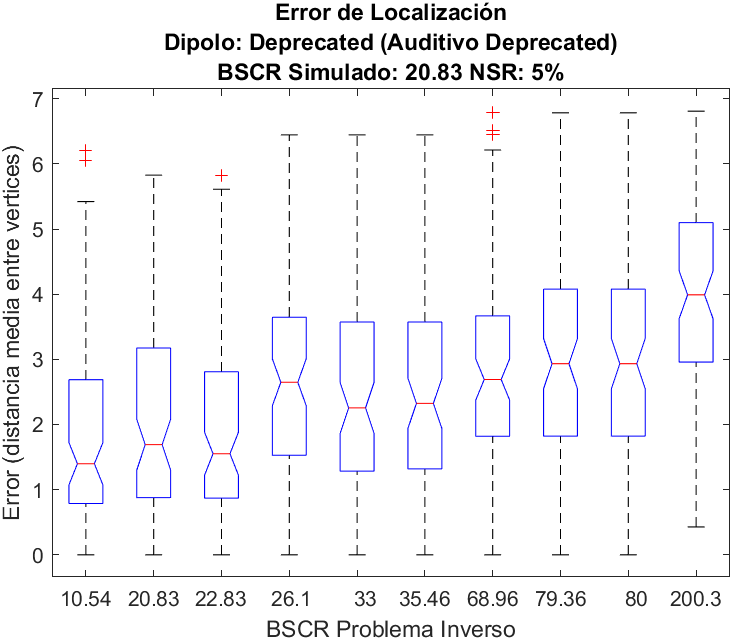 Error de Localización
Dipolo: Deprecated (Auditivo Deprecated)
BSCR Simulado: 20.83 NSR: 5%
7
6
5
4
3
2
1
0
Error (distancia media entre vertices)
10.54 20.83 22.83 26.1 33 35.46 68.96 79.36 80 200.3
BSCR Problema Inverso